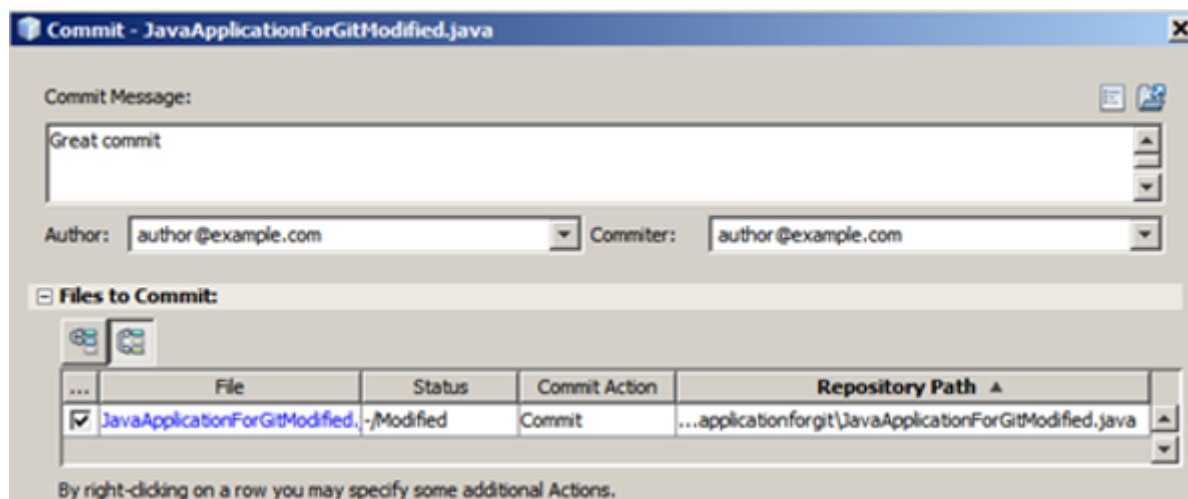 Commit - JavaApplicationForGitModified.java
Commit Message:
Great commit
Author: author@example.com Commiter: author@example.com
Files to Commit:
... File Status Commit Action Repository Path
JavaApplicationForGitModified. -/Modified Commit ...applicationforgit\JavaApplicationForGitModified.java
By right-clicking on a row you may specify some additional Actions.